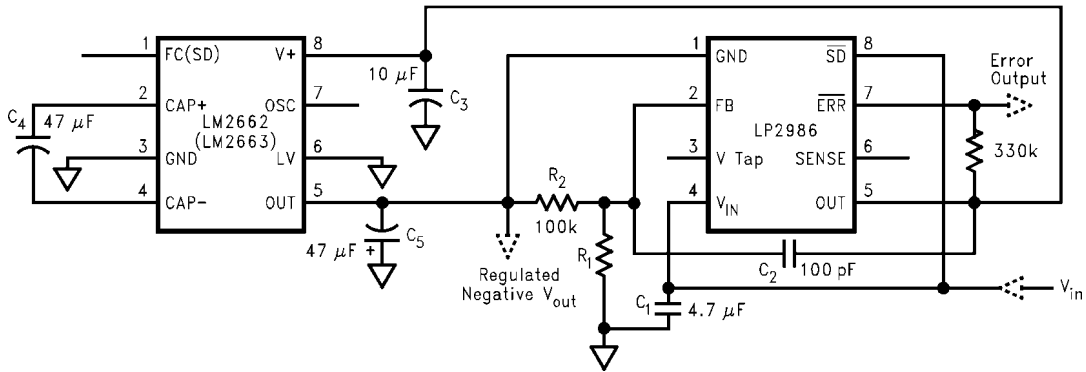 1 FC(SD) V+ 8
10 µF
C3
1 GND SD 8
Error
Output
2 CAP+ OSC 7
C4 47 µF
LM2662
(LM2663)
2 FB ERR 7
LP2986
3 GND LV 6
3 V Tap SENSE 6
330k
4 CAP- OUT 5
R2
100k
4 VIN OUT 5
47 µF + C5
R1
C2 100 pF
Regulated
Negative Vout
C1 4.7 µF
Vin